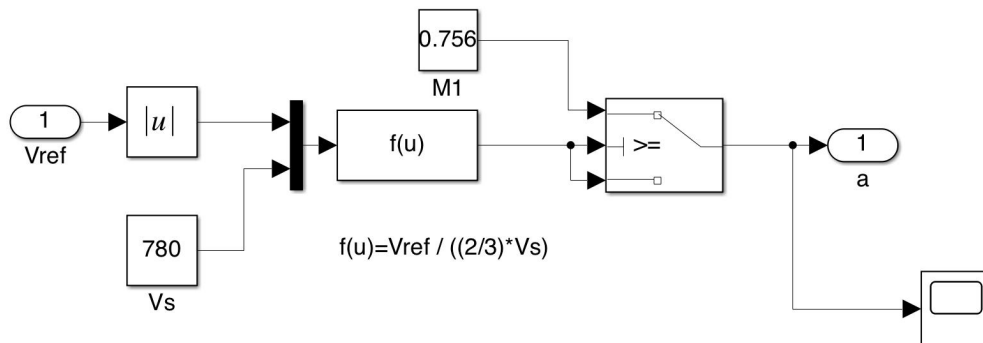 0.756
M1
1
Vref
|u|
f(u)
>=
1
a
780
Vs
f(u)=Vref / ((2/3)*Vs)